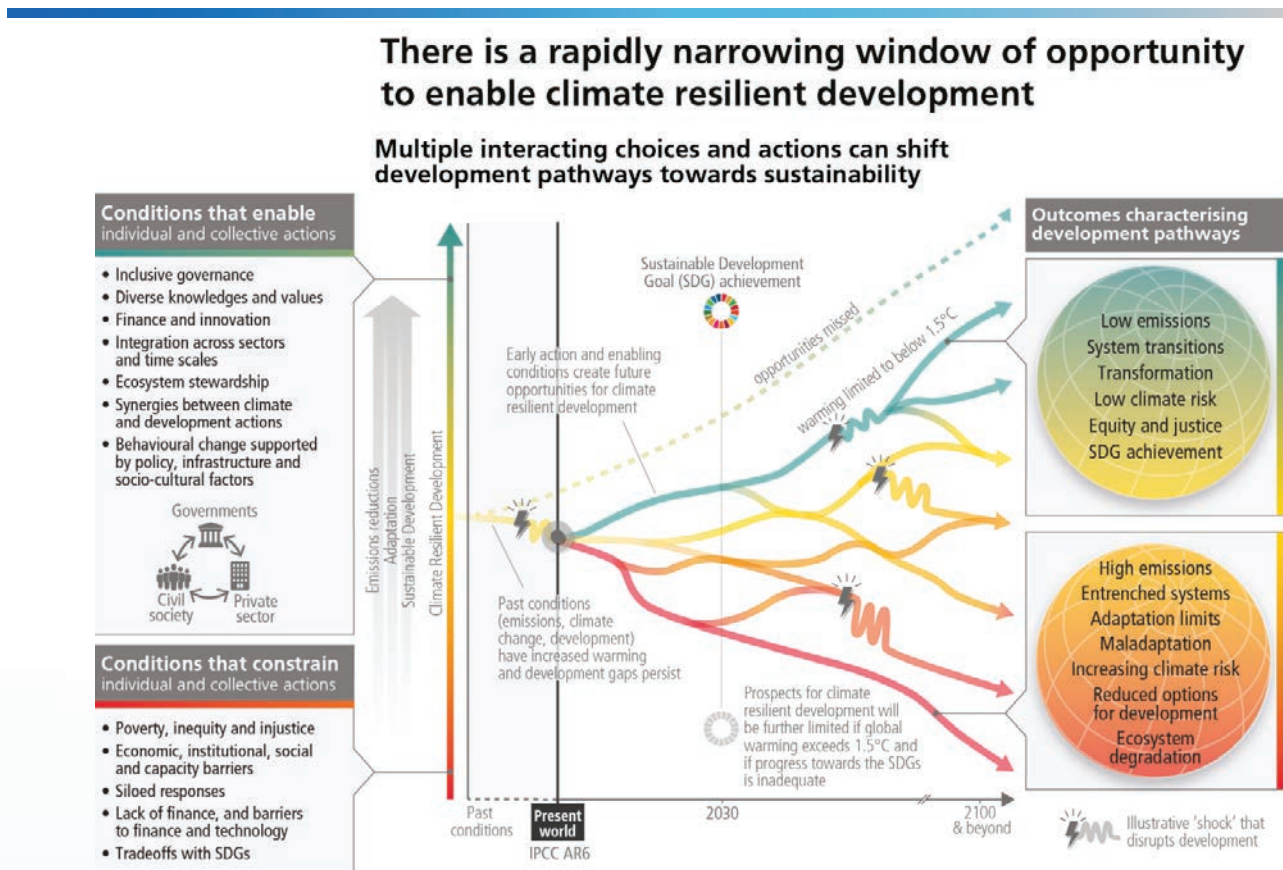 There is a rapidly narrowing window of opportunity
to enable climate resilient development
Multiple interacting choices and actions can shift
development pathways towards sustainability
Conditions that enable
individual and collective actions
• Inclusive governance
• Diverse knowledges and values
• Finance and innovation
• Integration across sectors
and time scales
• Ecosystem stewardship
• Synergies between climate
and development actions
• Behavioural change supported
by policy, infrastructure and
socio-cultural factors
Governments
Civil
society
Private
sector
Conditions that constrain
individual and collective actions
• Poverty, inequity and injustice
• Economic, institutional, social
and capacity barriers
• Siloed responses
• Lack of finance, and barriers
to finance and technology
• Tradeoffs with SDGs
Emissions reductions
Adaptation
Sustainable Development
Climate Resilient Development
Early action and enabling
conditions create future
opportunities for climate
resilient development
Past conditions
(emissions, climate
change, development)
have increased warming
and development gaps persist
Sustainable Development
Goal (SDG) achievement
opportunities missed
warming limited to below 1.5°C
Prospects for climate
resilient development will
be further limited if global
warming exceeds 1.5°C and
if progress towards the SDGs
is inadequate
Past
conditions
Present
world
IPCC AR6
2030
2100
& beyond
Outcomes characterising
development pathways
Low emissions
System transitions
Transformation
Low climate risk
Equity and justice
SDG achievement
High emissions
Entrenched systems
Adaptation limits
Maladaptation
Increasing climate risk
Reduced options
for development
Ecosystem
degradation
Illustrative 'shock' that
disrupts development